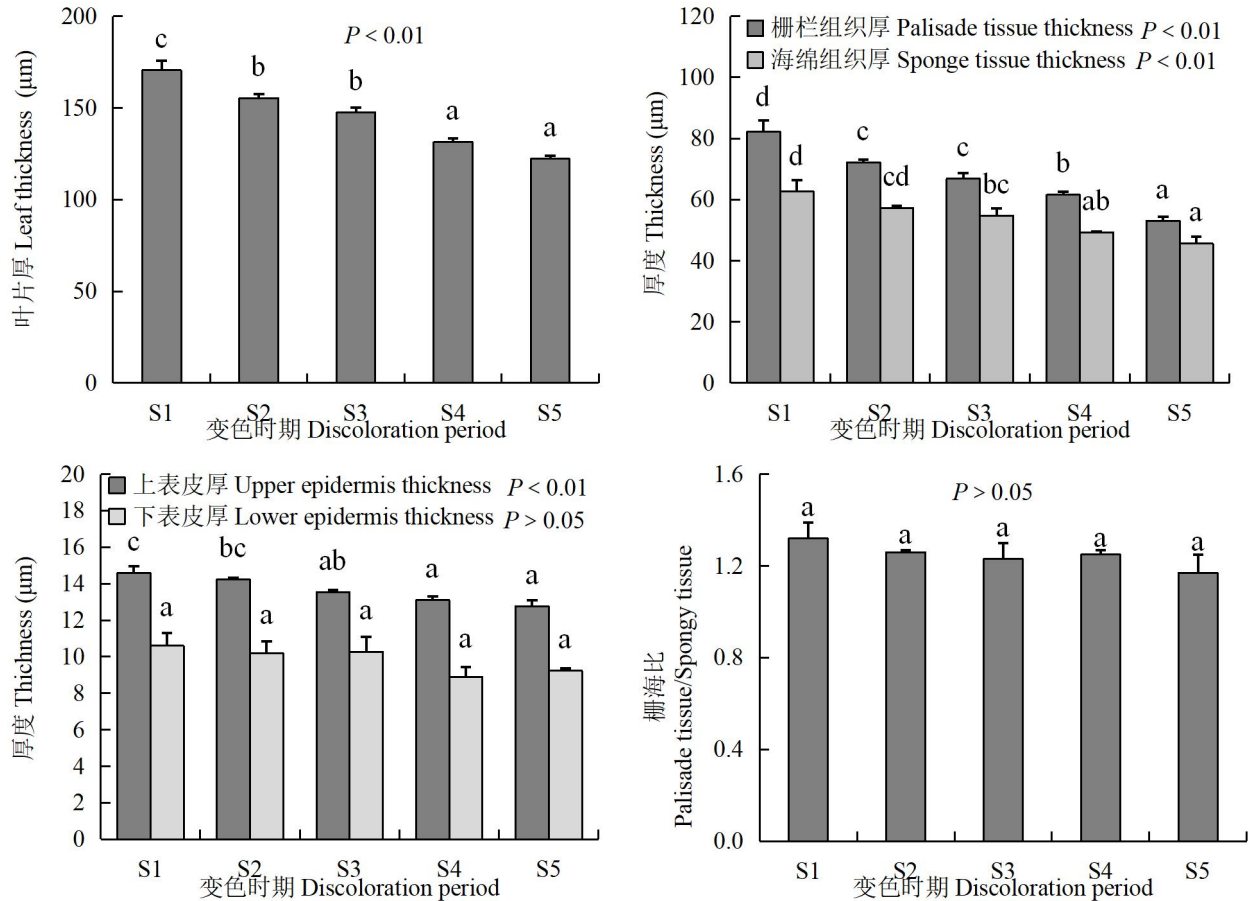 200
150
100
50
0
叶片厚 Leaf thickness (μm)
P < 0.01
c
b
b
a
a
S1 S2 S3 S4 S5
变色时期 Discoloration period
120
100
80
60
40
20
0
厚度 Thickness (μm)
栅栏组织厚 Palisade tissue thickness P < 0.01
海绵组织厚 Sponge tissue thickness P < 0.01
d
d
c
cd
c
bc
b
ab
a
a
S1 S2 S3 S4 S5
变色时期 Discoloration period
20
18
16
14
12
10
8
6
4
2
0
厚度 Thichness (μm)
上表皮厚 Upper epidermis thickness P < 0.01
下表皮厚 Lower epidermis thickness P > 0.05
c
a
bc
a
ab
a
a
a
a
a
S1 S2 S3 S4 S5
变色时期 Discoloration period
1.6
1.2
0.8
0.4
0.0
栅海比
Palisade tissue/Spongy tissue
P > 0.05
a
a
a
a
a
S1 S2 S3 S4 S5
变色时期 Discoloration period